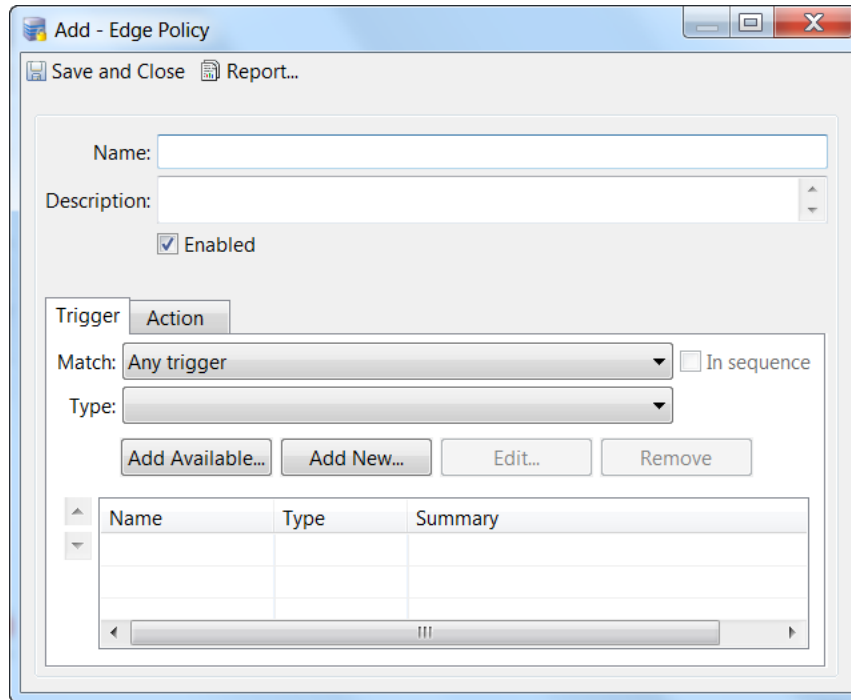 Add - Edge Policy
Save and Close Report...
Name:
Description:
Enabled
Trigger Action
Match: Any trigger In sequence
Type:
Add Available... Add New... Edit... Remove
Name Type Summary